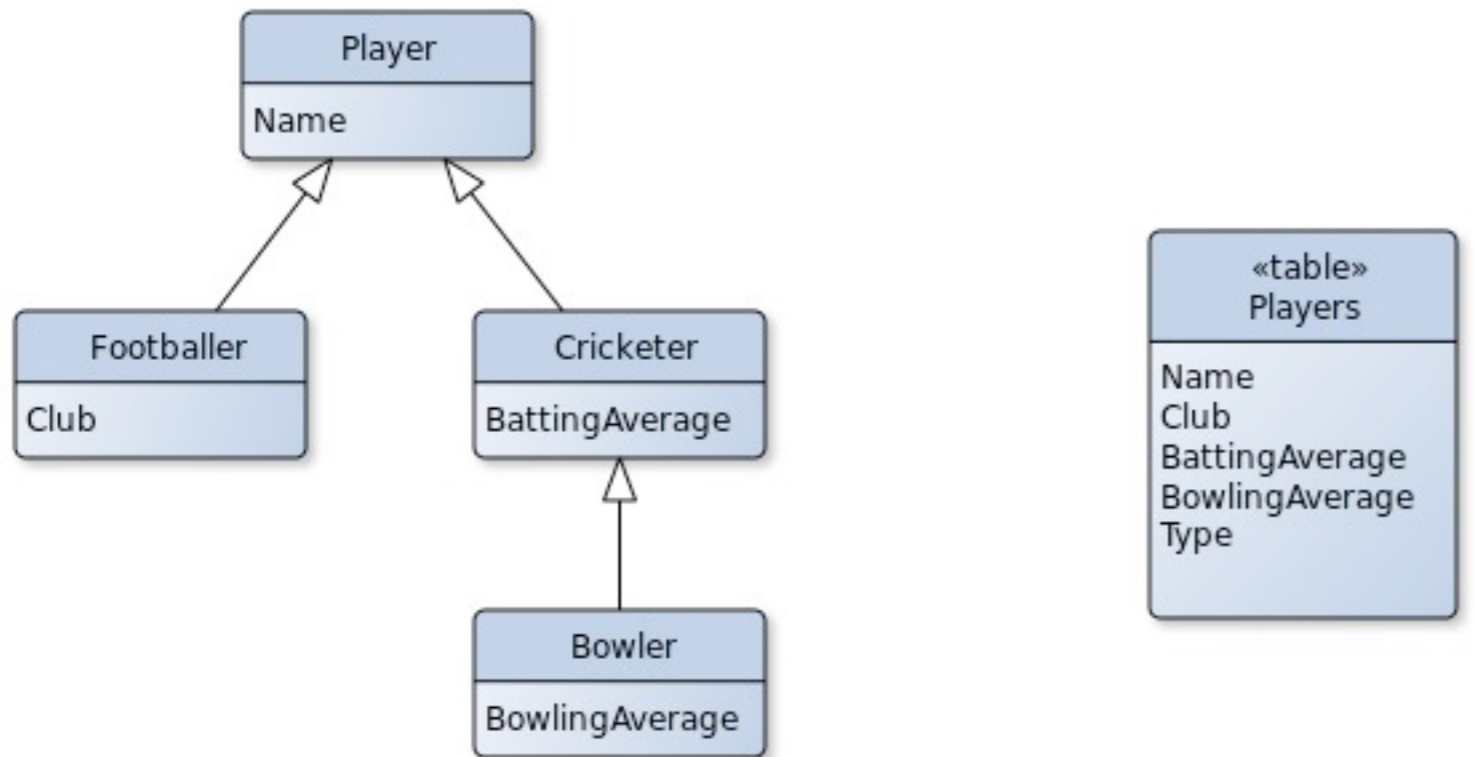 Player
Name
Footballer
Club
Cricketer
BattingAverage
Bowler
BowlingAverage
«table»
Players
Name
Club
BattingAverage
BowlingAverage
Type